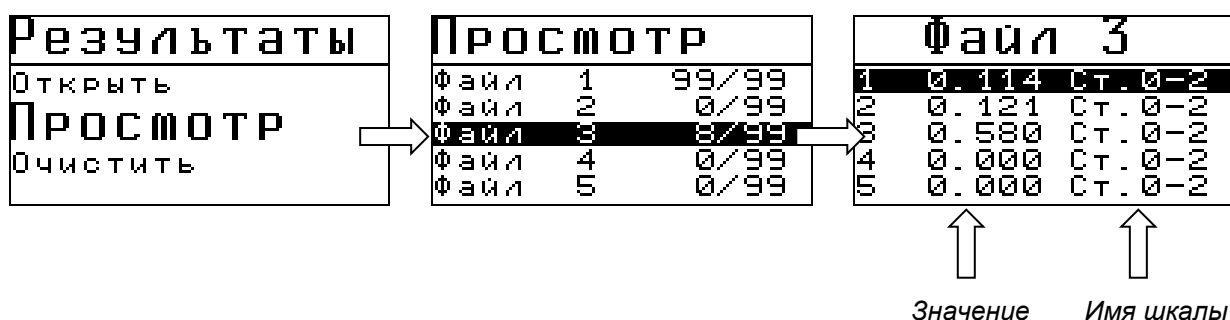 Результаты
Открыть
Просмотр
Очистить
Просмотр
Файл 1 99/99
Файл 2 0/99
Файл 3 8/99
Файл 4 0/99
Файл 5 0/99
Файл 3
1 0.114 Ст.0-2
2 0.121 Ст.0-2
3 0.580 Ст.0-2
4 0.000 Ст.0-2
5 0.000 Ст.0-2
Значение
Имя шкалы